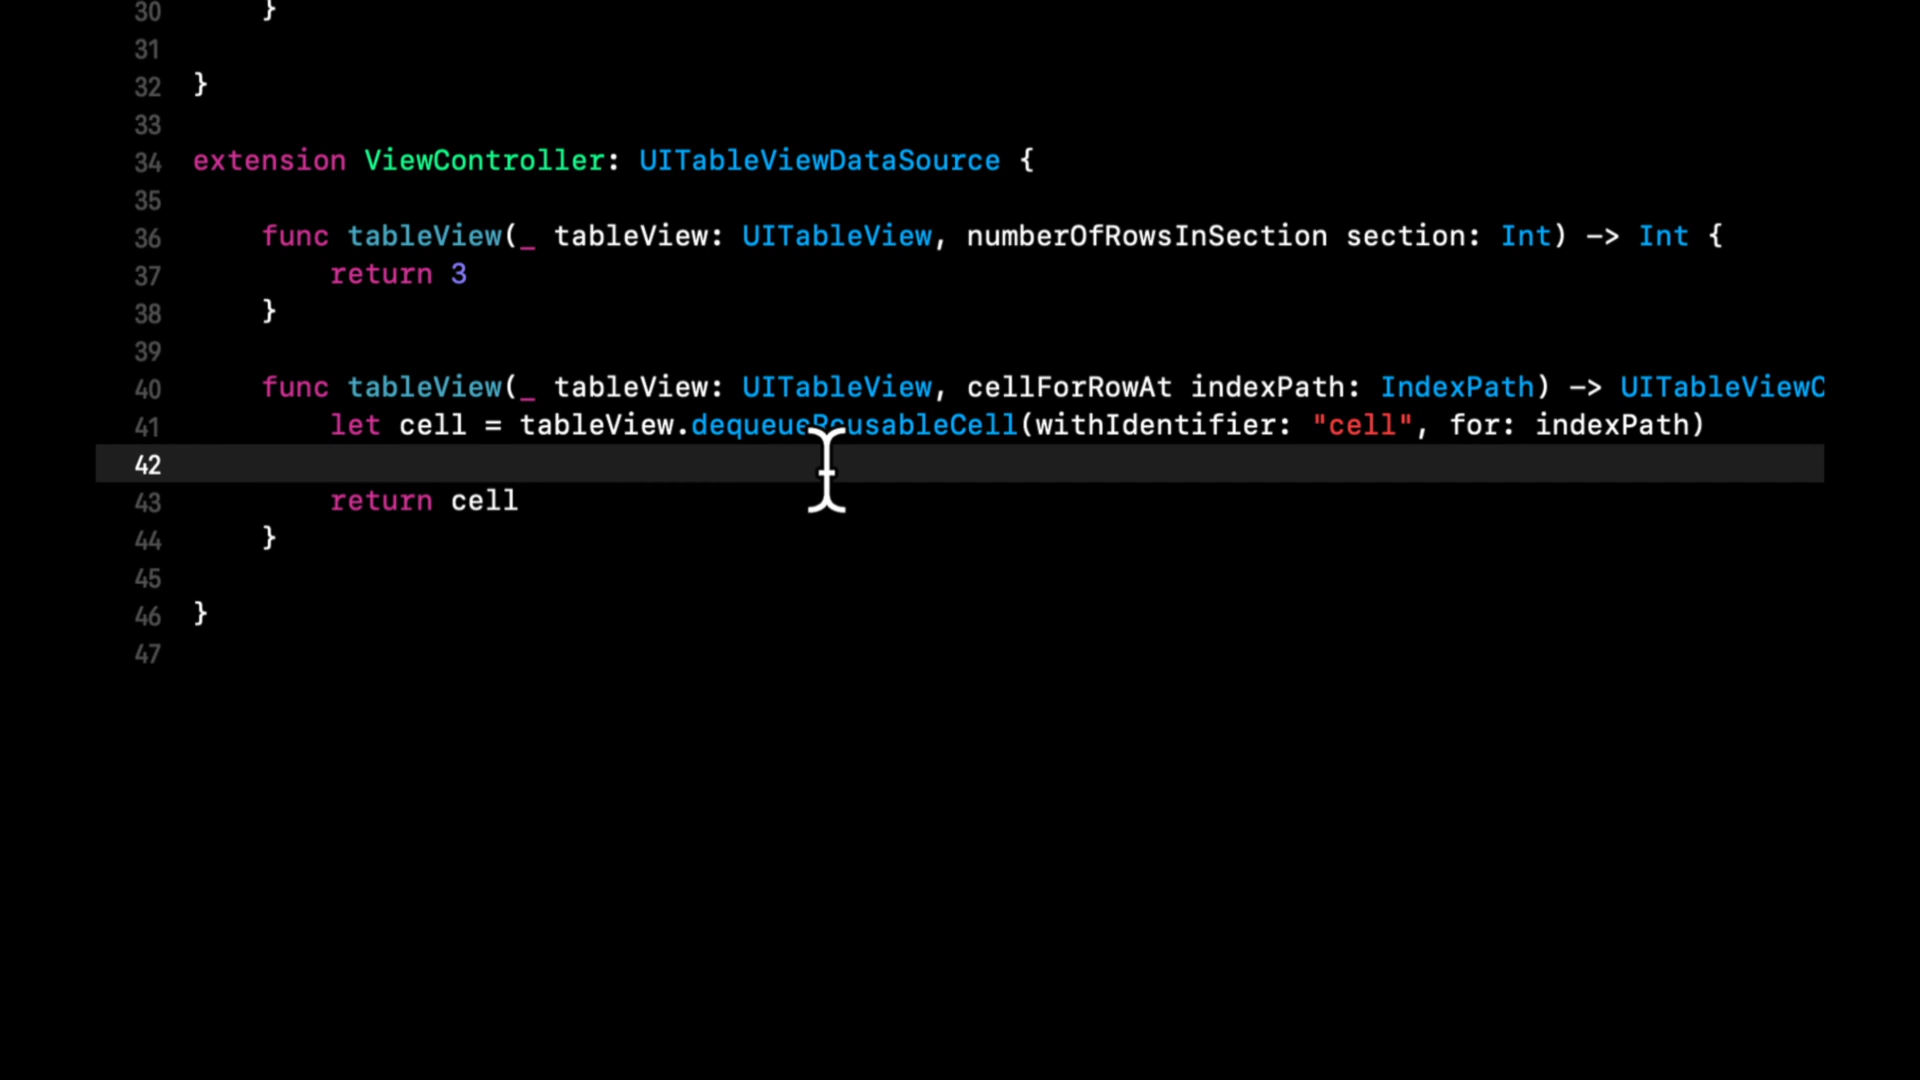 30 }
31
32 }
33
34 extension ViewController: UITableViewDataSource {
35
36 func tableView(_ tableView: UITableView, numberOfRowsInSection section: Int) -> Int {
37 return 3
38 }
39
40 func tableView(_ tableView: UITableView, cellForRowAt indexPath: IndexPath) -> UITableViewC
41 let cell = tableView.dequeueReusableCell(withIdentifier: "cell", for: indexPath)
42
43 return cell
44 }
45
46 }
47